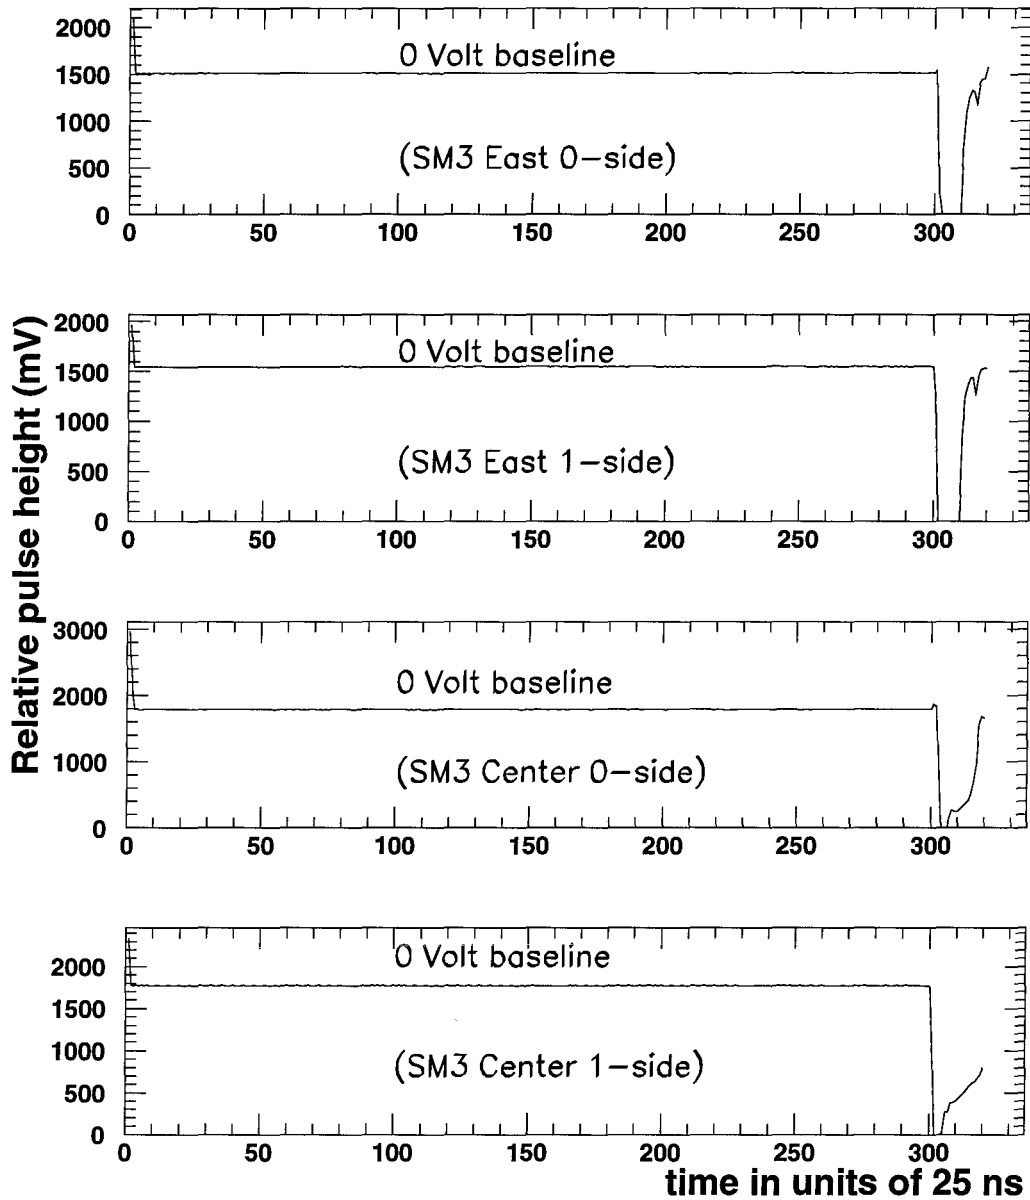 Relative pulse height (mV)
2000
1500
1000
500
0
0 Volt baseline
(SM3 East 0-side)
0 50 100 150 200 250 300
2000
1500
1000
500
0
0 Volt baseline
(SM3 East 1-side)
0 50 100 150 200 250 300
3000
2000
1000
0
0 Volt baseline
(SM3 Center 0-side)
0 50 100 150 200 250 300
2000
1500
1000
500
0
0 Volt baseline
(SM3 Center 1-side)
0 50 100 150 200 250 300
time in units of 25 ns